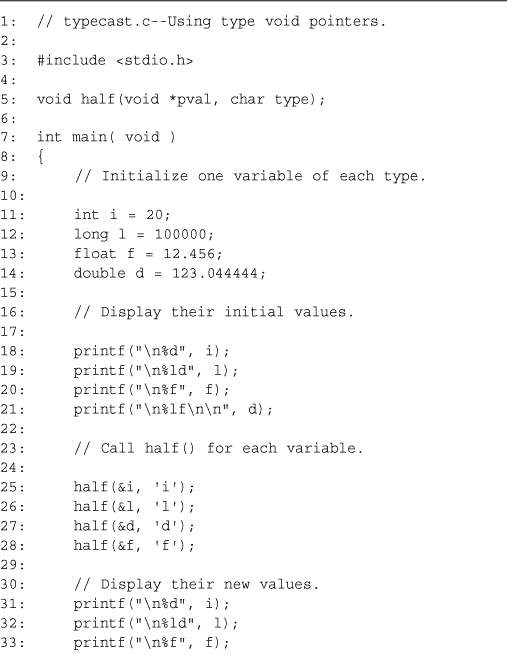 1: // typecast.c--Using type void pointers.
2:
3: #include <stdio.h>
4:
5: void half(void *pval, char type);
6:
7: int main( void )
8: {
9:     // Initialize one variable of each type.
10:
11:     int i = 20;
12:     long l = 100000;
13:     float f = 12.456;
14:     double d = 123.044444;
15:
16:     // Display their initial values.
17:
18:     printf("\n%d", i);
19:     printf("\n%ld", l);
20:     printf("\n%f", f);
21:     printf("\n%lf\n\n", d);
22:
23:     // Call half() for each variable.
24:
25:     half(&i, 'i');
26:     half(&l, 'l');
27:     half(&d, 'd');
28:     half(&f, 'f');
29:
30:     // Display their new values.
31:     printf("\n%d", i);
32:     printf("\n%ld", l);
33:     printf("\n%f", f);